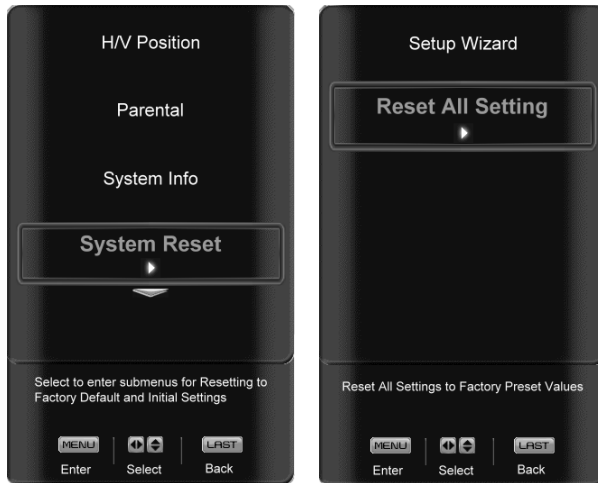 H/V Position
Parental
System Info
System Reset
Select to enter submenus for Resetting to
Factory Default and Initial Settings
MENU LAST
Enter Select Back
Setup Wizard
Reset All Setting
Reset All Settings to Factory Preset Values
MENU LAST
Enter Select Back